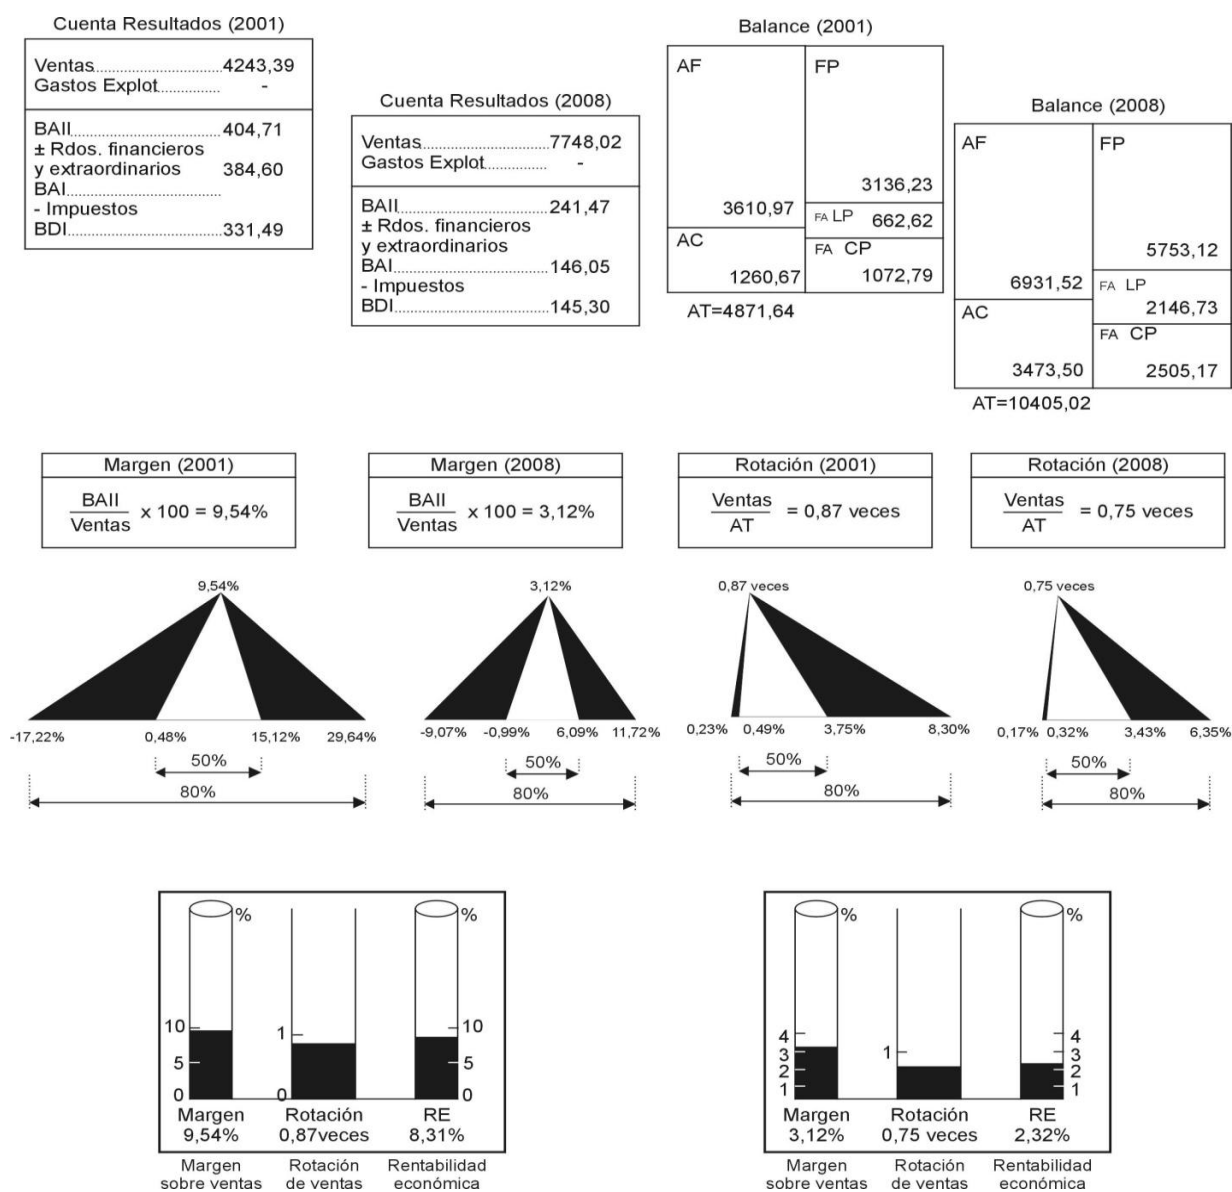 Cuenta Resultados (2001)
Ventas 4243,39
Gastos Explot -
BAII 404,71
± Rdos. financieros
y extraordinarios 384,60
BAI
- Impuestos
BDI 331,49
Cuenta Resultados (2008)
Ventas 7748,02
Gastos Explot -
BAII 241,47
± Rdos. financieros
y extraordinarios
BAI 146,05
- Impuestos
BDI 145,30
Balance (2001)
AF FP
3136,23
3610,97
FA LP 662,62
AC
FA CP
1260,67 1072,79
AT=4871,64
Balance (2008)
AF FP
5753,12
6931,52
FA LP
2146,73
AC
FA CP
3473,50 2505,17
AT=10405,02
Margen (2001)
BAII
Ventas
x 100 = 9,54%
Margen (2008)
BAII
Ventas
x 100 = 3,12%
Rotación (2001)
Ventas
AT
= 0,87 veces
Rotación (2008)
Ventas
AT
= 0,75 veces
9,54%
-17,22% 0,48% 15,12% 29,64%
50%
80%
3,12%
-9,07% -0,99% 6,09% 11,72%
50%
80%
0,87 veces
0,23% 0,49% 3,75% 8,30%
50%
80%
0,75 veces
0,17% 0,32% 3,43% 6,35%
50%
80%
% %
10 1 10
5 5
0 0 0
Margen Rotación RE
9,54% 0,87veces 8,31%
Margen Rotación Rentabilidad
sobre ventas de ventas económica
% %
4 4
3 1 3
2 2
1 1
Margen Rotación RE
3,12% 0,75 veces 2,32%
Margen Rotación Rentabilidad
sobre ventas de ventas económica